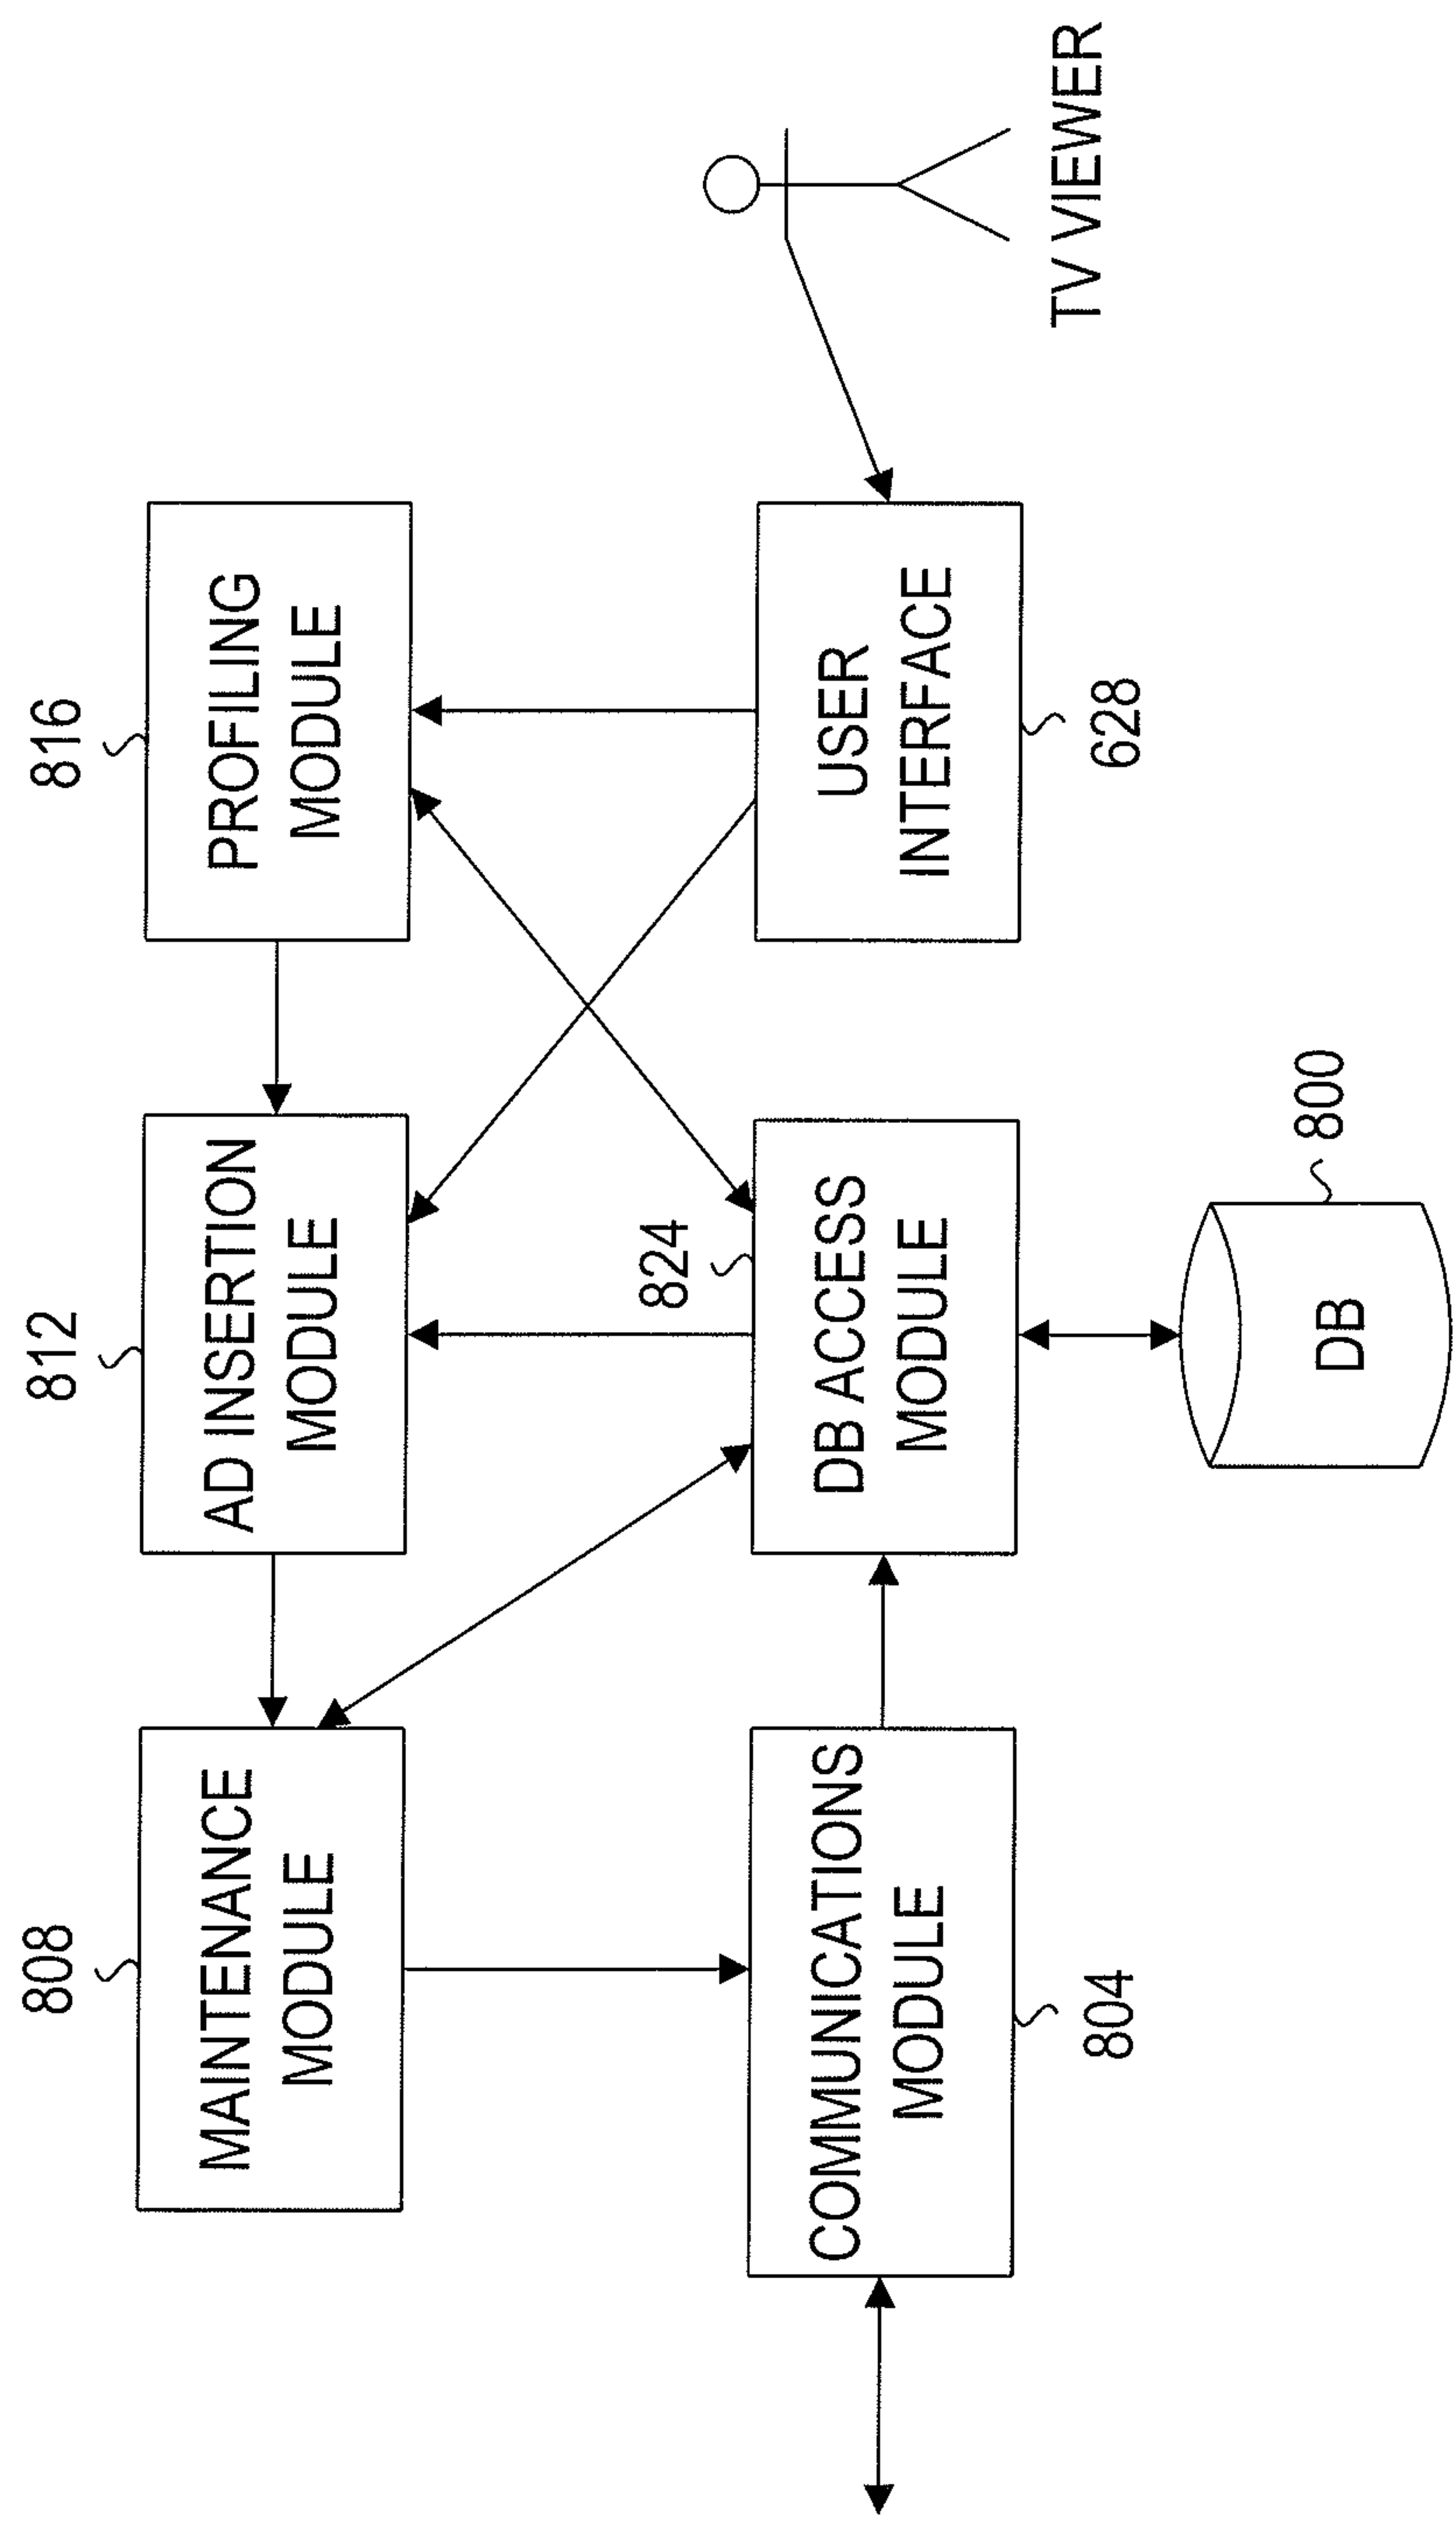 808
812
816
MAINTENANCE
MODULE
AD INSERTION
MODULE
PROFILING
MODULE
824
COMMUNICATIONS
MODULE
DB ACCESS
MODULE
USER
INTERFACE
804
628
TV VIEWER
800
DB